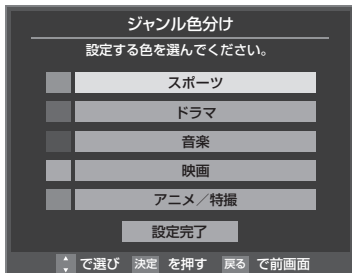 ジャンル色分け
設定する色を選んでください。
スポーツ
ドラマ
音楽
映画
アニメ／特撮
設定完了
で選び 決定 を押す 戻る で前画面